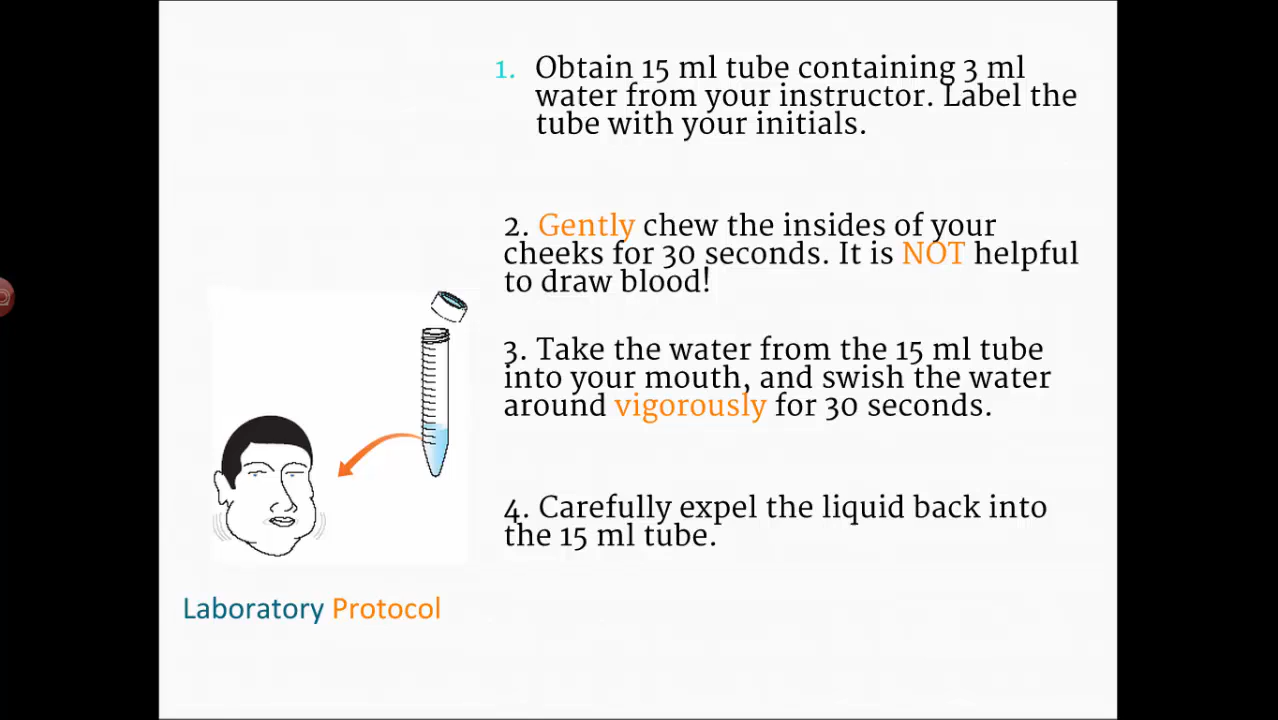 1. Obtain 15 ml tube containing 3 ml
water from your instructor. Label the
tube with your initials.
2. Gently chew the insides of your
cheeks for 30 seconds. It is NOT helpful
to draw blood!
3. Take the water from the 15 ml tube
into your mouth, and swish the water
around vigorously for 30 seconds.
4. Carefully expel the liquid back into
the 15 ml tube.
Laboratory Protocol